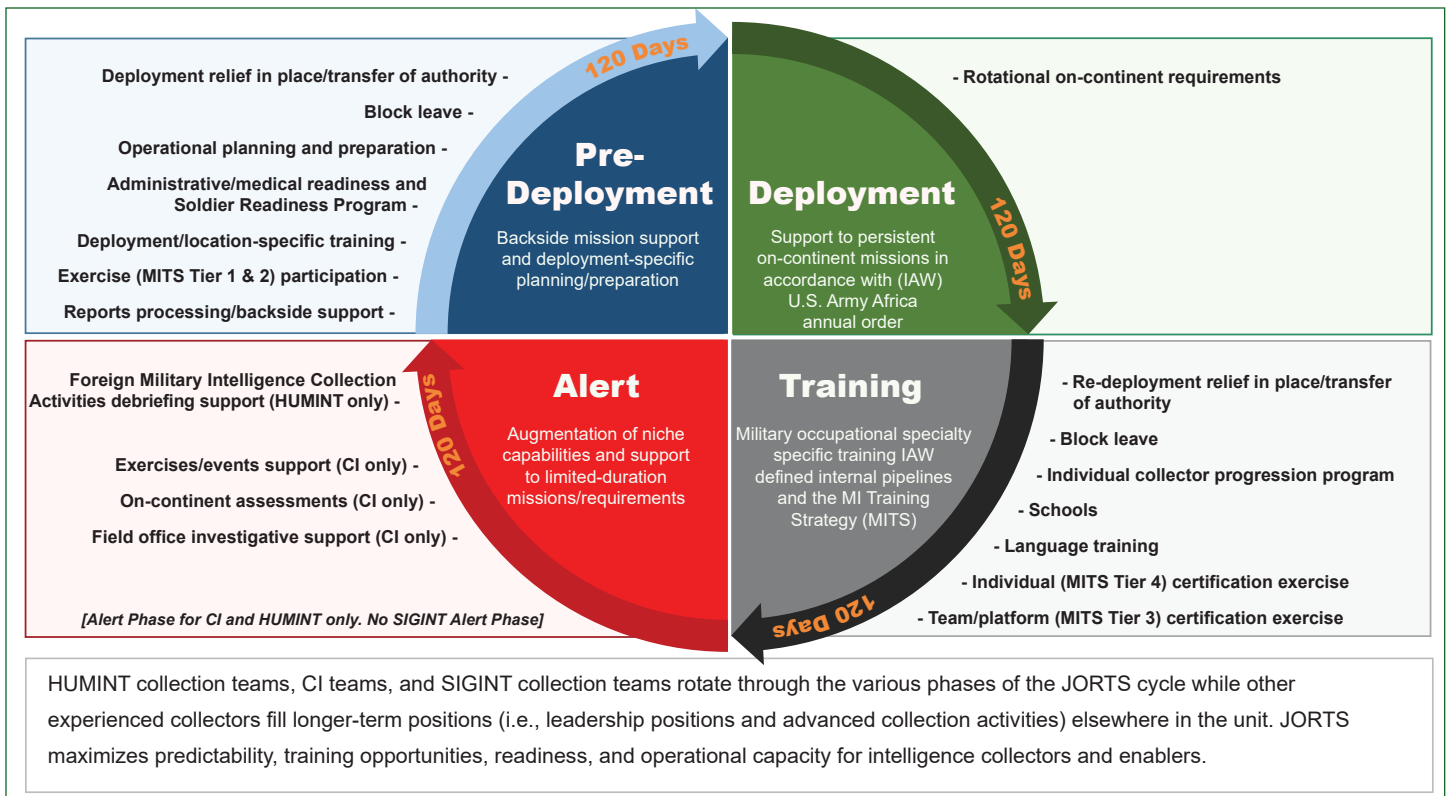 120 Days
Deployment relief in place/transfer of authority -
Block leave -
Operational planning and preparation -
Administrative/medical readiness and
Soldier Readiness Program -
Deployment/location-specific training -
Exercise (MITS Tier 1 & 2) participation -
Reports processing/backside support -
Pre-
Deployment
Backside mission support
and deployment-specific
planning/preparation
Deployment
Support to persistent
on-continent missions in
accordance with (IAW)
U.S. Army Africa
annual order
120 Days
- Rotational on-continent requirements
Foreign Military Intelligence Collection
Activities debriefing support (HUMINT only) -
Exercises/events support (CI only) -
On-continent assessments (CI only) -
Field office investigative support (CI only) -
[Alert Phase for CI and HUMINT only. No SIGINT Alert Phase]
120 Days
Alert
Augmentation of niche
capabilities and support
to limited-duration
missions/requirements
Training
Military occupational specialty
specific training IAW
defined internal pipelines
and the MI Training
Strategy (MITS)
120 Days
- Re-deployment relief in place/transfer
of authority
- Block leave
- Individual collector progression program
- Schools
- Language training
- Individual (MITS Tier 4) certification exercise
- Team/platform (MITS Tier 3) certification exercise
HUMINT collection teams, CI teams, and SIGINT collection teams rotate through the various phases of the JORTS cycle while other
experienced collectors fill longer-term positions (i.e., leadership positions and advanced collection activities) elsewhere in the unit. JORTS
maximizes predictability, training opportunities, readiness, and operational capacity for intelligence collectors and enablers.